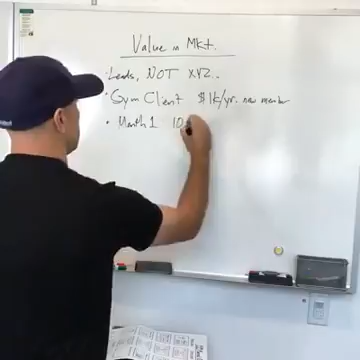 Value in Mkt.
· Leads, NOT XYZ..
· Gym Client $1k/yr. new member
· Month 1 10